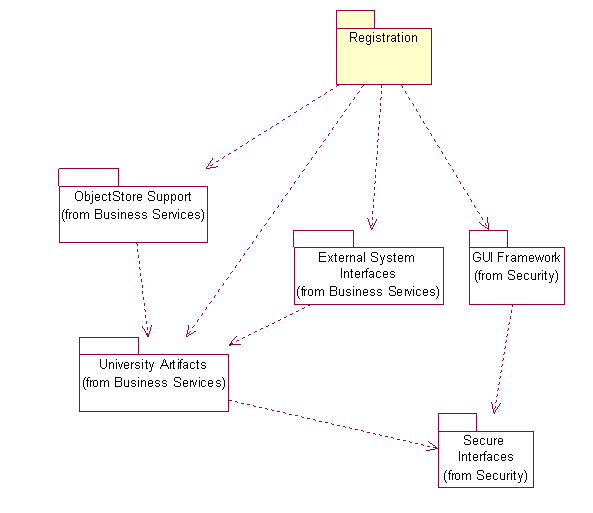 Registration
ObjectStore Support
(from Business Services)
External System
Interfaces
(from Business Services)
GUI Framework
(from Security)
University Artifacts
(from Business Services)
Secure
Interfaces
(from Security)